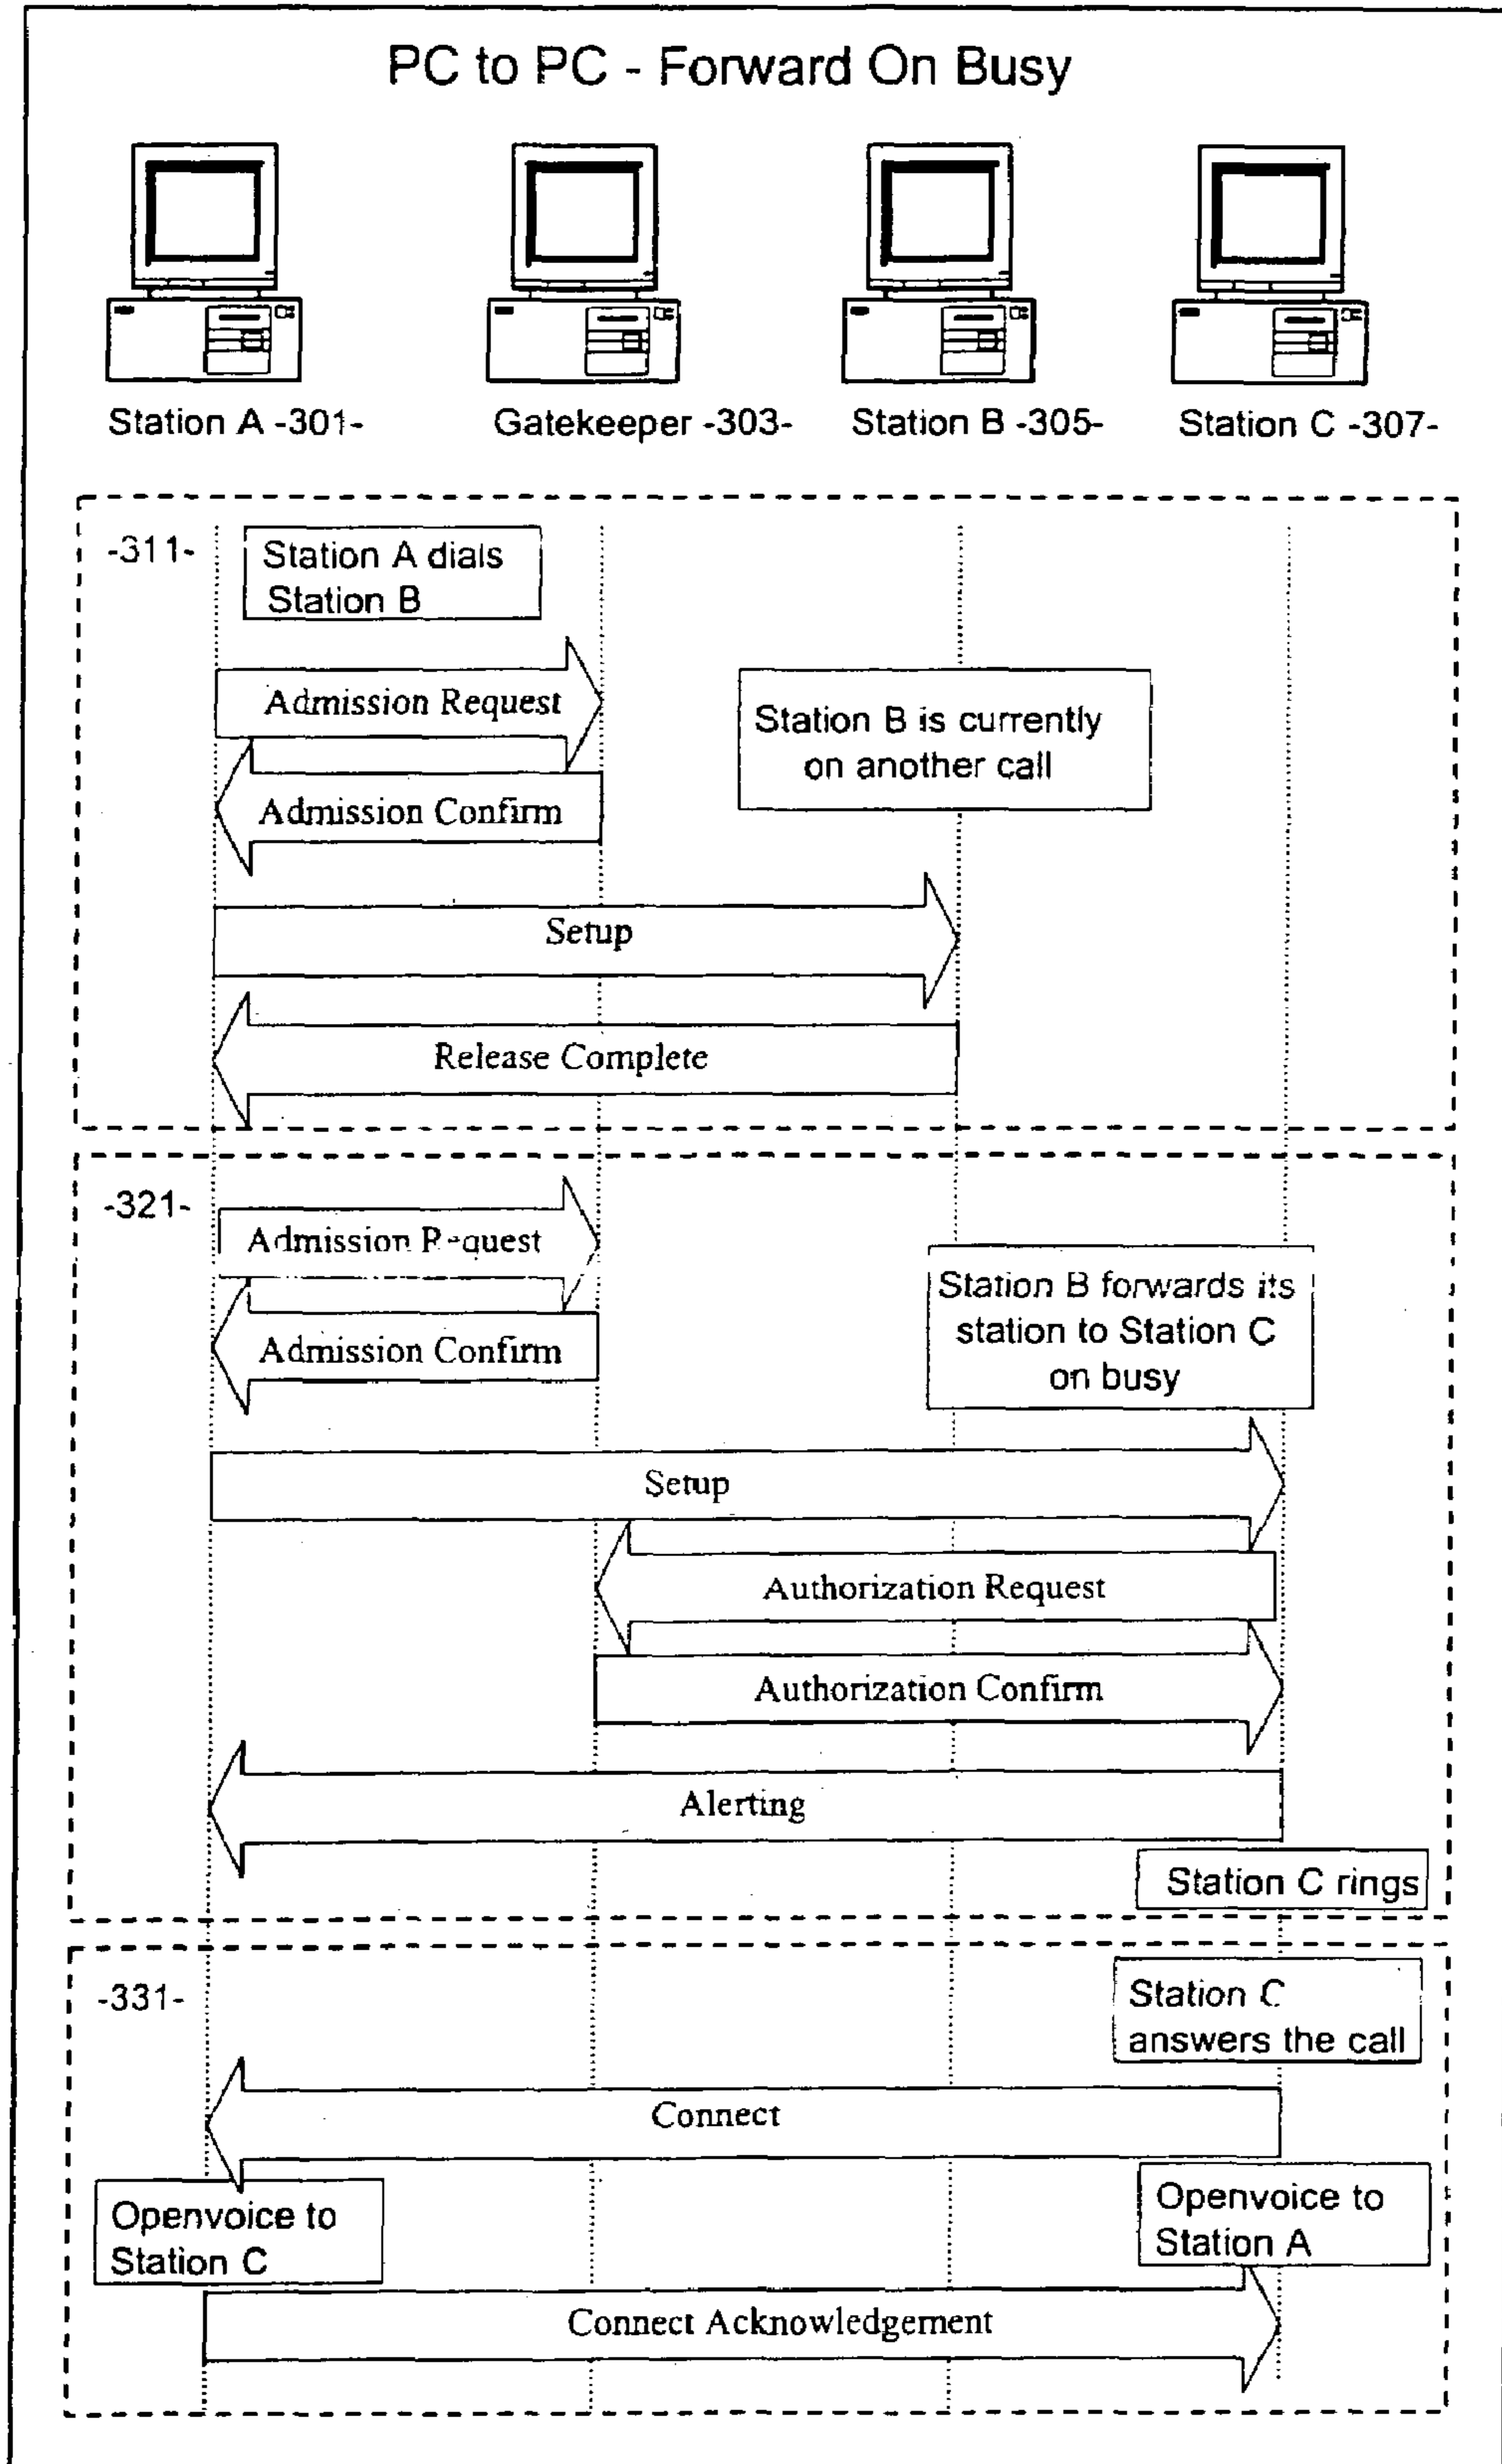 PC to PC - Forward On Busy
Station A -301-
Gatekeeper -303-
Station B -305-
Station C -307-
-311-
Station A dials
Station B
Admission Request
Station B is currently
on another call
Admission Confirm
Setup
Release Complete
-321-
Admission Request
Station B forwards its
station to Station C
on busy
Admission Confirm
Setup
Authorization Request
Authorization Confirm
Alerting
Station C rings
-331-
Station C
answers the call
Connect
Openvoice to
Station C
Openvoice to
Station A
Connect Acknowledgement